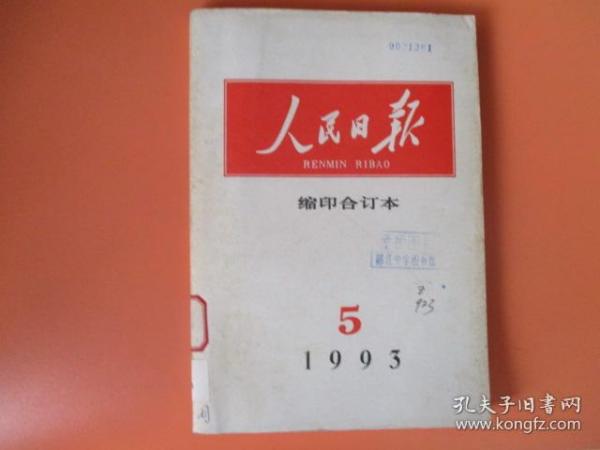 人民日报
RENMIN RIBAO
缩印合订本
5
1993
孔夫子旧书网
www.kongfz.com